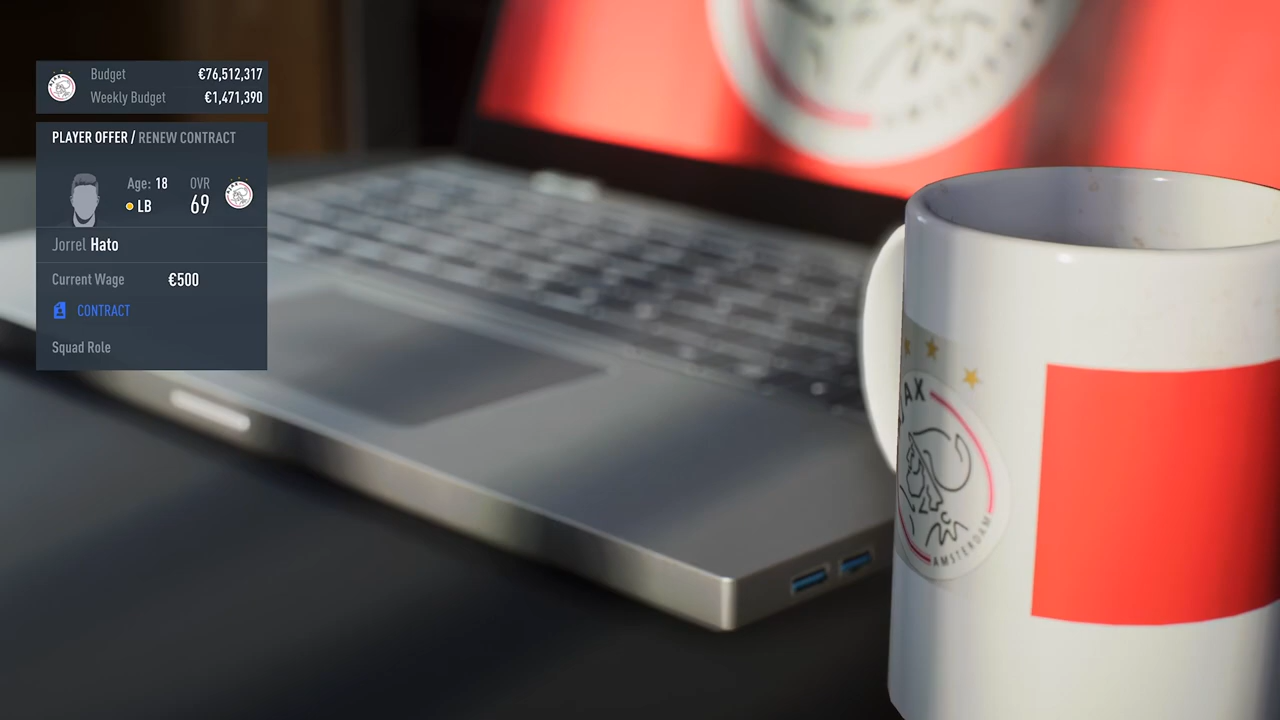 Budget €76,512,317
Weekly Budget €1,471,390
PLAYER OFFER / RENEW CONTRACT
Age: 18 OVR
LB 69
Jorrel Hato
Current Wage €500
CONTRACT
Squad Role
AJAX
AMSTERDAM